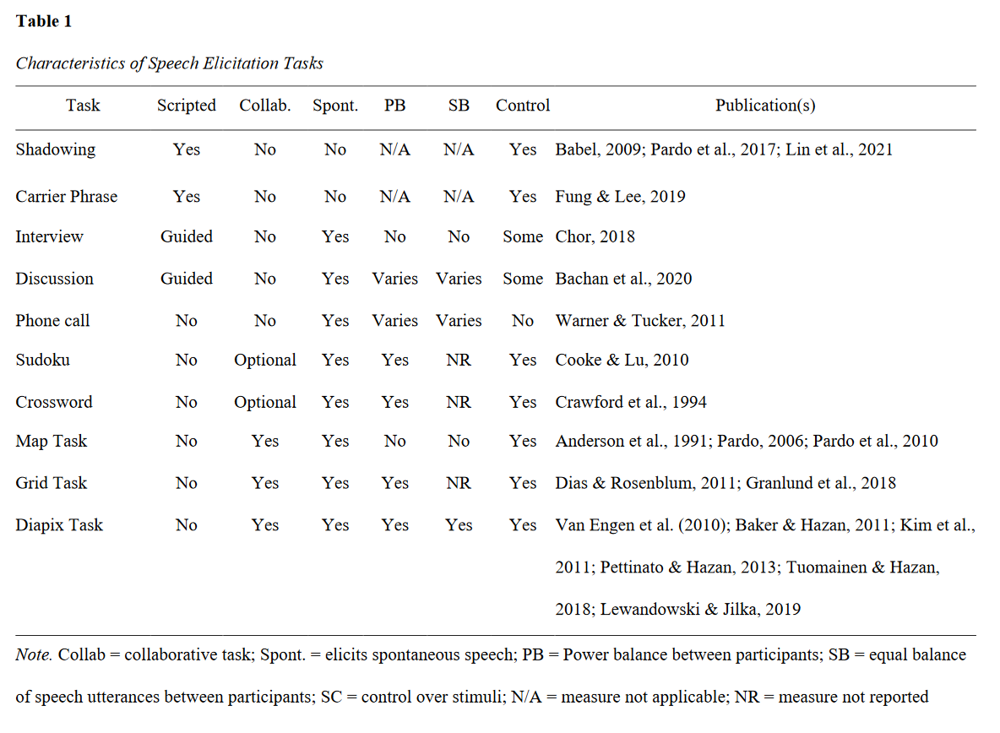 Table 1
Characteristics of Speech Elicitation Tasks
Task Scripted Collab. Spont. PB SB Control Publication(s)
Shadowing Yes No No N/A N/A Yes Babel, 2009; Pardo et al., 2017; Lin et al., 2021
Carrier Phrase Yes No No N/A N/A Yes Fung & Lee, 2019
Interview Guided No Yes No No Some Chor, 2018
Discussion Guided No Yes Varies Varies Some Bachan et al., 2020
Phone call No No Yes Varies Varies No Warner & Tucker, 2011
Sudoku No Optional Yes Yes NR Yes Cooke & Lu, 2010
Crossword No Optional Yes Yes NR Yes Crawford et al., 1994
Map Task No Yes Yes No No Yes Anderson et al., 1991; Pardo, 2006; Pardo et al., 2010
Grid Task No Yes Yes Yes NR Yes Dias & Rosenblum, 2011; Granlund et al., 2018
Diapix Task No Yes Yes Yes Yes Yes Van Engen et al. (2010); Baker & Hazan, 2011; Kim et al.,
2011; Pettinato & Hazan, 2013; Tuomainen & Hazan,
2018; Lewandowski & Jilka, 2019
Note. Collab = collaborative task; Spont. = elicits spontaneous speech; PB = Power balance between participants; SB = equal balance
of speech utterances between participants; SC = control over stimuli; N/A = measure not applicable; NR = measure not reported